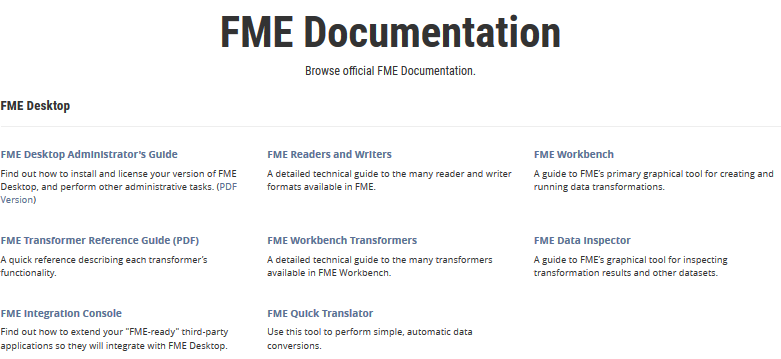 FME Documentation
Browse official FME Documentation.
FME Desktop
FME Desktop Administrator's Guide
Find out how to install and license your version of FME
Desktop, and perform other administrative tasks. (PDF
Version)
FME Readers and Writers
A detailed technical guide to the many reader and writer
formats available in FME.
FME Workbench
A guide to FME's primary graphical tool for creating and
running data transformations.
FME Transformer Reference Guide (PDF)
A quick reference describing each transformer's
functionality.
FME Workbench Transformers
A detailed technical guide to the many transformers
available in FME Workbench.
FME Data Inspector
A guide to FME's graphical tool for inspecting
transformation results and other datasets.
FME Integration Console
Find out how to extend your "FME-ready" third-party
applications so they will integrate with FME Desktop.
FME Quick Translator
Use this tool to perform simple, automatic data
conversions.